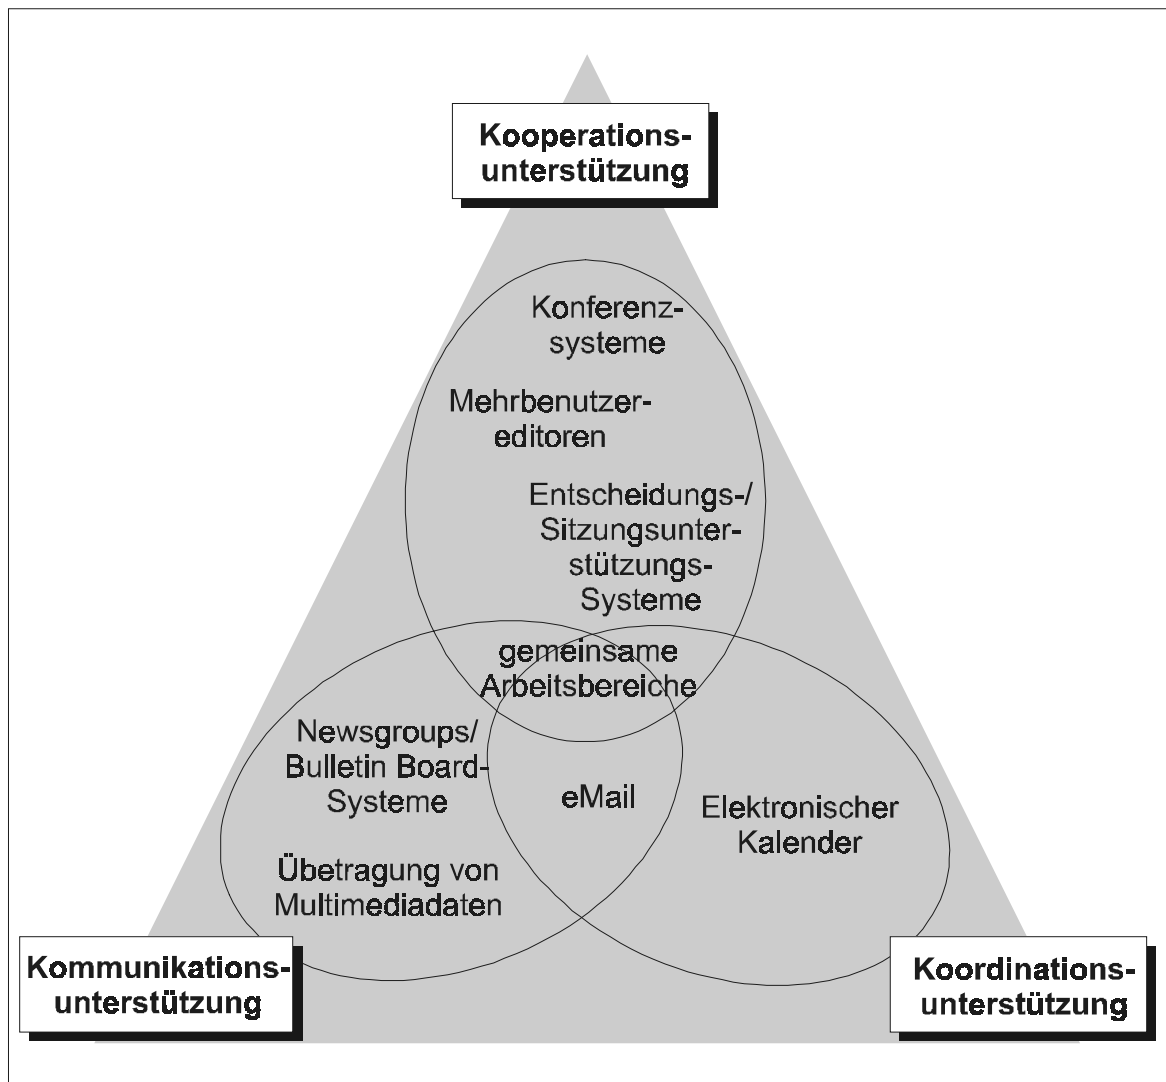 Kooperations-
unterstützung
Konferenz-
systeme
Mehrbenutzer-
editoren
Entscheidungs-/
Sitzungsunter-
stützungs-
Systeme
gemeinsame
Arbeitsbereiche
Newsgroups/
Bulletin Board-
Systeme
eMail
Elektronischer
Kalender
Übetragung von
Multimediadaten
Kommunikations-
unterstützung
Koordinations-
unterstützung